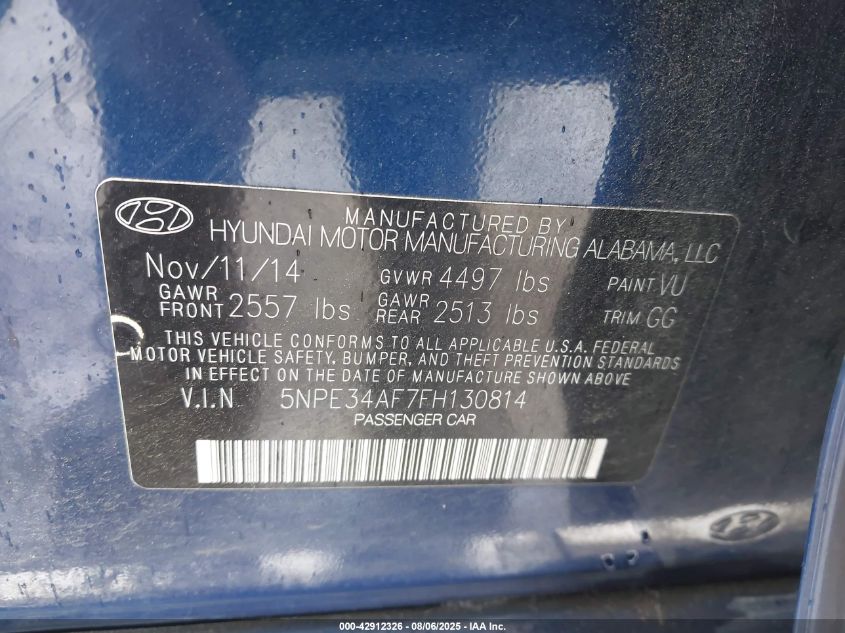 MANUFACTURED BY
HYUNDAI MOTOR MANUFACTURING ALABAMA, LLC
Nov/11/14 GVWR 4497 lbs PAINT VU
GAWR FRONT 2557 lbs GAWR REAR 2513 lbs TRIM GG
THIS VEHICLE CONFORMS TO ALL APPLICABLE U.S.A. FEDERAL
MOTOR VEHICLE SAFETY, BUMPER, AND THEFT PREVENTION STANDARDS
IN EFFECT ON THE DATE OF MANUFACTURE SHOWN ABOVE
V.I.N 5NPE34AF7FH130814
PASSENGER CAR
000-42912326 - 08/06/2025 - IAA Inc.